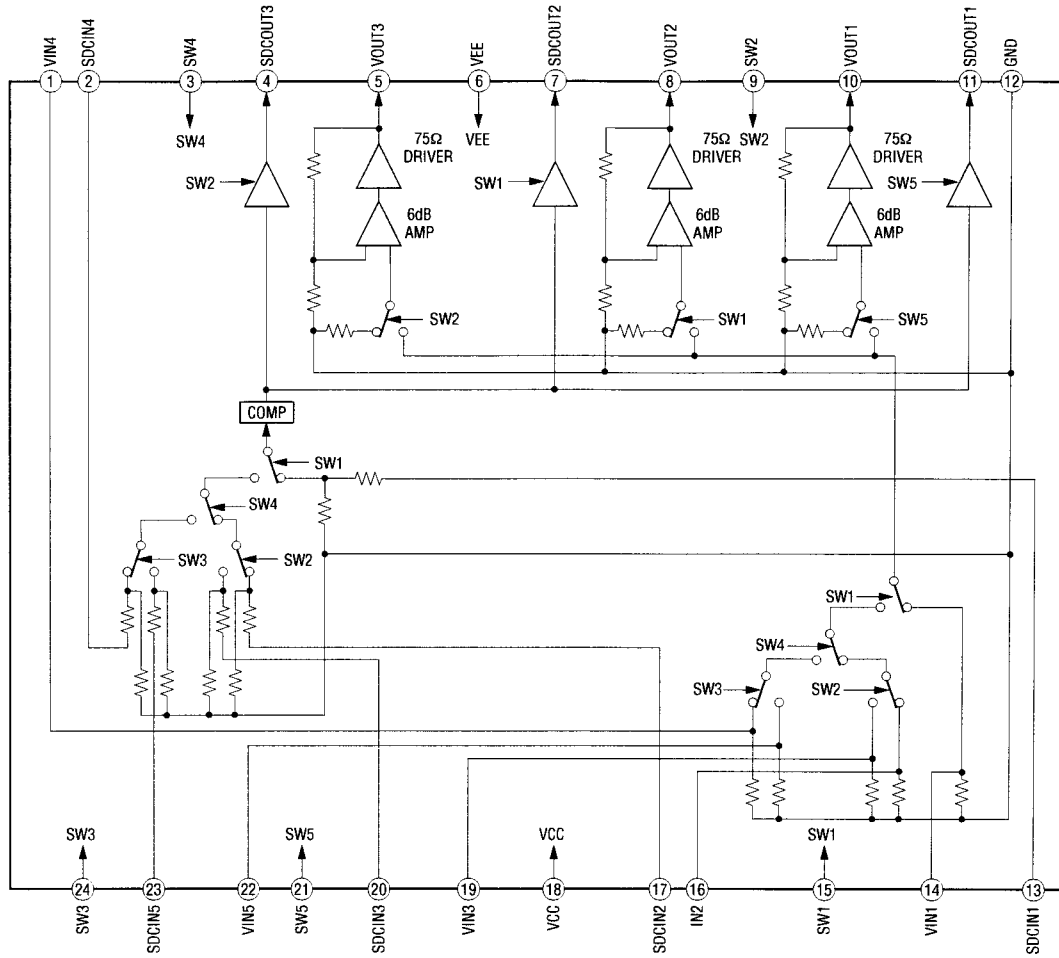 VIN4
SDCIN4
SW4
SDCOUT3
VOUT3
VEE
SDCOUT2
VOUT2
SW2
VOUT1
SDCOUT1
GND
1
2
3
4
5
6
7
8
9
10
11
12
SW4
VEE
SW2
75Ω
DRIVER
75Ω
DRIVER
75Ω
DRIVER
SW2
SW1
SW5
6dB
AMP
6dB
AMP
6dB
AMP
SW2
SW1
SW5
COMP
SW1
SW4
SW3
SW2
SW1
SW4
SW3
SW2
SW3
SW5
VCC
SW1
24
23
22
21
20
19
18
17
16
15
14
13
SW3
SDCIN5
VIN5
SW5
SDCIN3
VIN3
VCC
SDCIN2
IN2
SW1
VIN1
SDCIN1